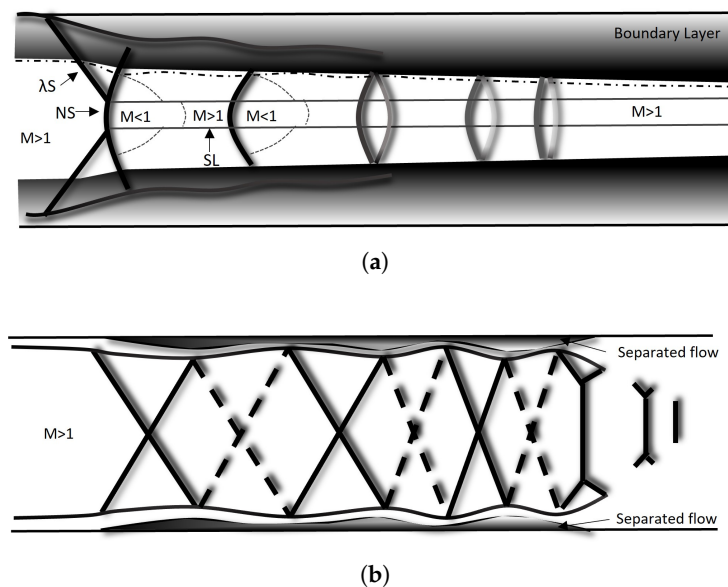 Boundary Layer
λS
NS
M<1
M>1
M<1
M>1
M>1
SL
(a)
Separated flow
M>1
Separated flow
(b)